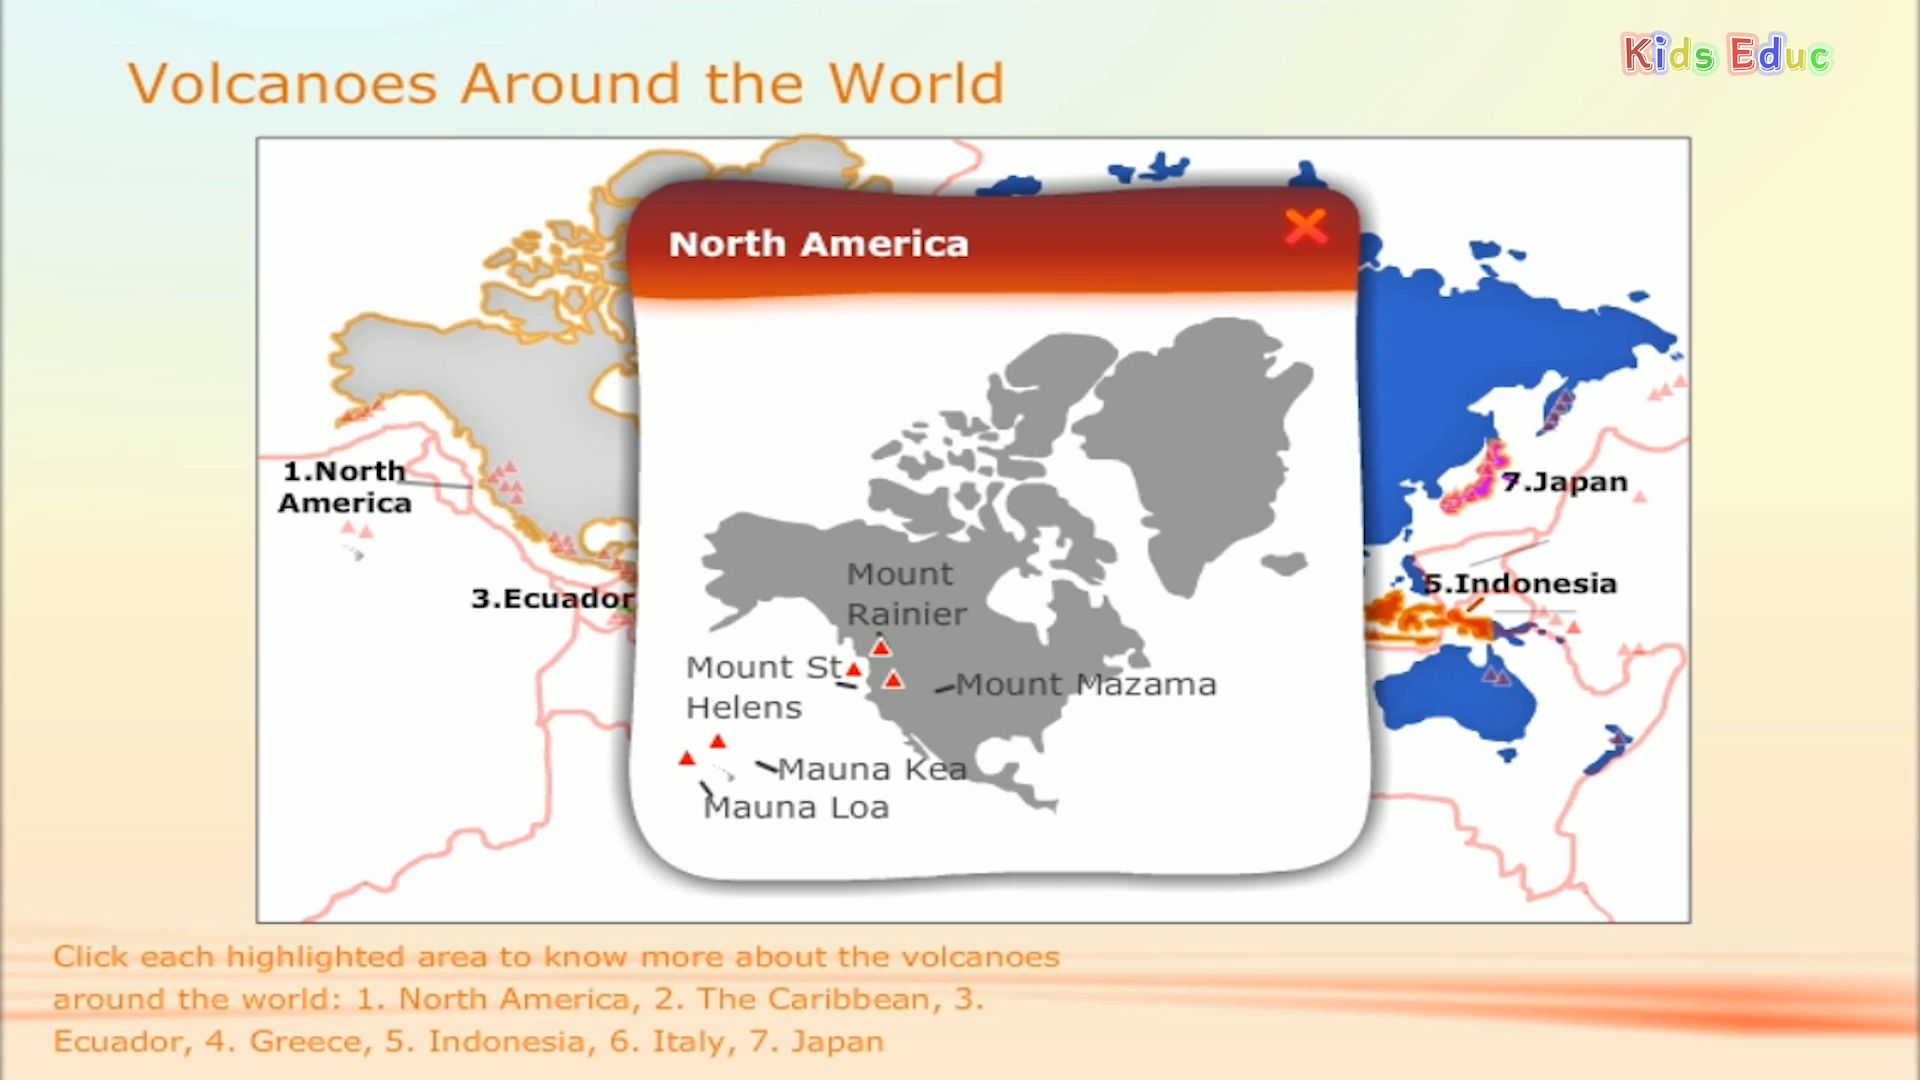 Kids Educ
Volcanoes Around the World
North America
1.North
America
3.Ecuador
7.Japan
5.Indonesia
Mount
Rainier
Mount St
Helens
Mount Mazama
Mauna Kea
Mauna Loa
Click each highlighted area to know more about the volcanoes
around the world: 1. North America, 2. The Caribbean, 3.
Ecuador, 4. Greece, 5. Indonesia, 6. Italy, 7. Japan